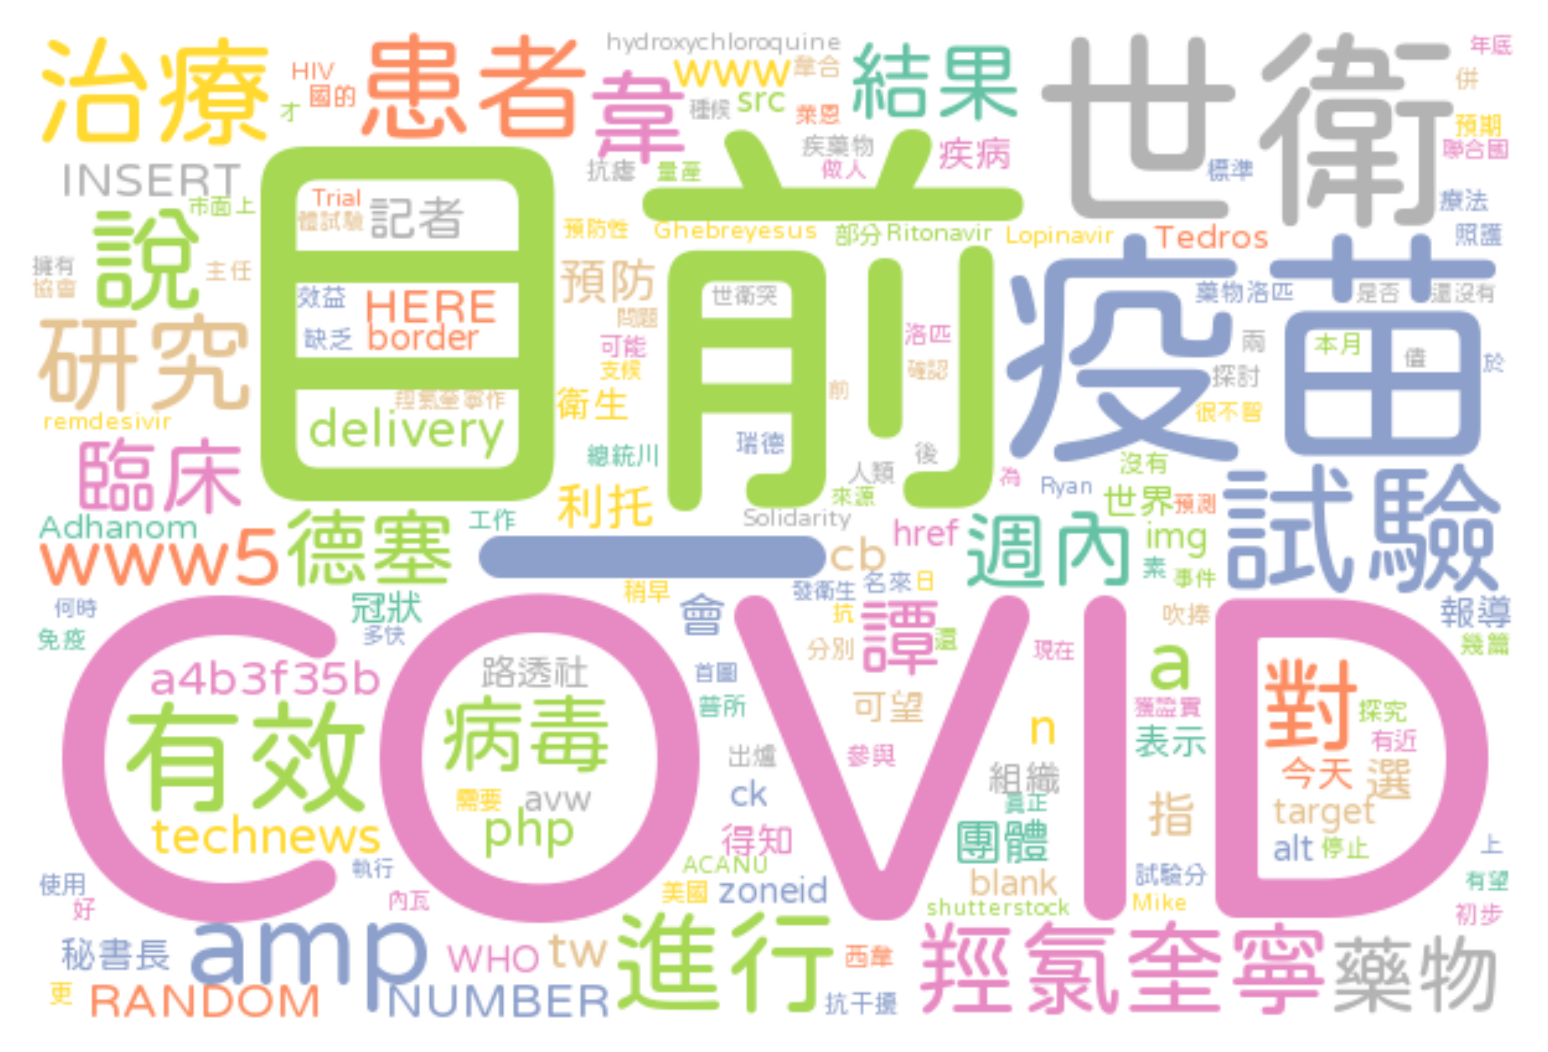 治療
HIV
國的
才
患者
hydroxychloroquine
韋
www
韋合
種候
src
萊恩
結果
世衛
年底
併
預期
聯合國
INSERT
市面上
抗瘧
量產
疾藥物
做人
疾病
標準
療法
說
Trial
體試驗
記者
目前
預防性
Ghebreyesus
部分
Ritonavir
Lopinavir
Tedros
照護
擁有
協會
主任
效益
HERE
缺乏
border
預防
問題
世衛突
可能
支候
洛匹
確認
疫苗
藥物洛匹
是否
還沒有
本月
兩
值
於
探討
很不智
研究
remdesivir
delivery
衛生
前
總統川
瑞德
後
人類
來源
為
Ryan
沒有
世界
預測
臨床
Adhanom
www5
德塞
工作
利托
Solidarity
一
cb
href
週內
img
素
事件
試驗
何時
免疫
冠狀
多快
稍早
會
發衛生
名來
日
抗
分別
譚
還
現在
吹捧
報導
幾篇
COVID
a4b3f35b
有效
technews
路透社
病毒
需要
avw
php
首圖
普所
可望
出爐
參與
ck
得知
a
獲證實
表示
n
組織
真正
指
團體
對
探究
有近
今天
選
target
alt
停止
上
使用
好
執行
內瓦
ACANU
美國
zoneid
blank
shutterstock
試驗分
Mike
有望
初步
秘書長
amp
WHO
tw
進行
西韋
羥氯奎寧
藥物
更
RANDOM
NUMBER
抗干擾